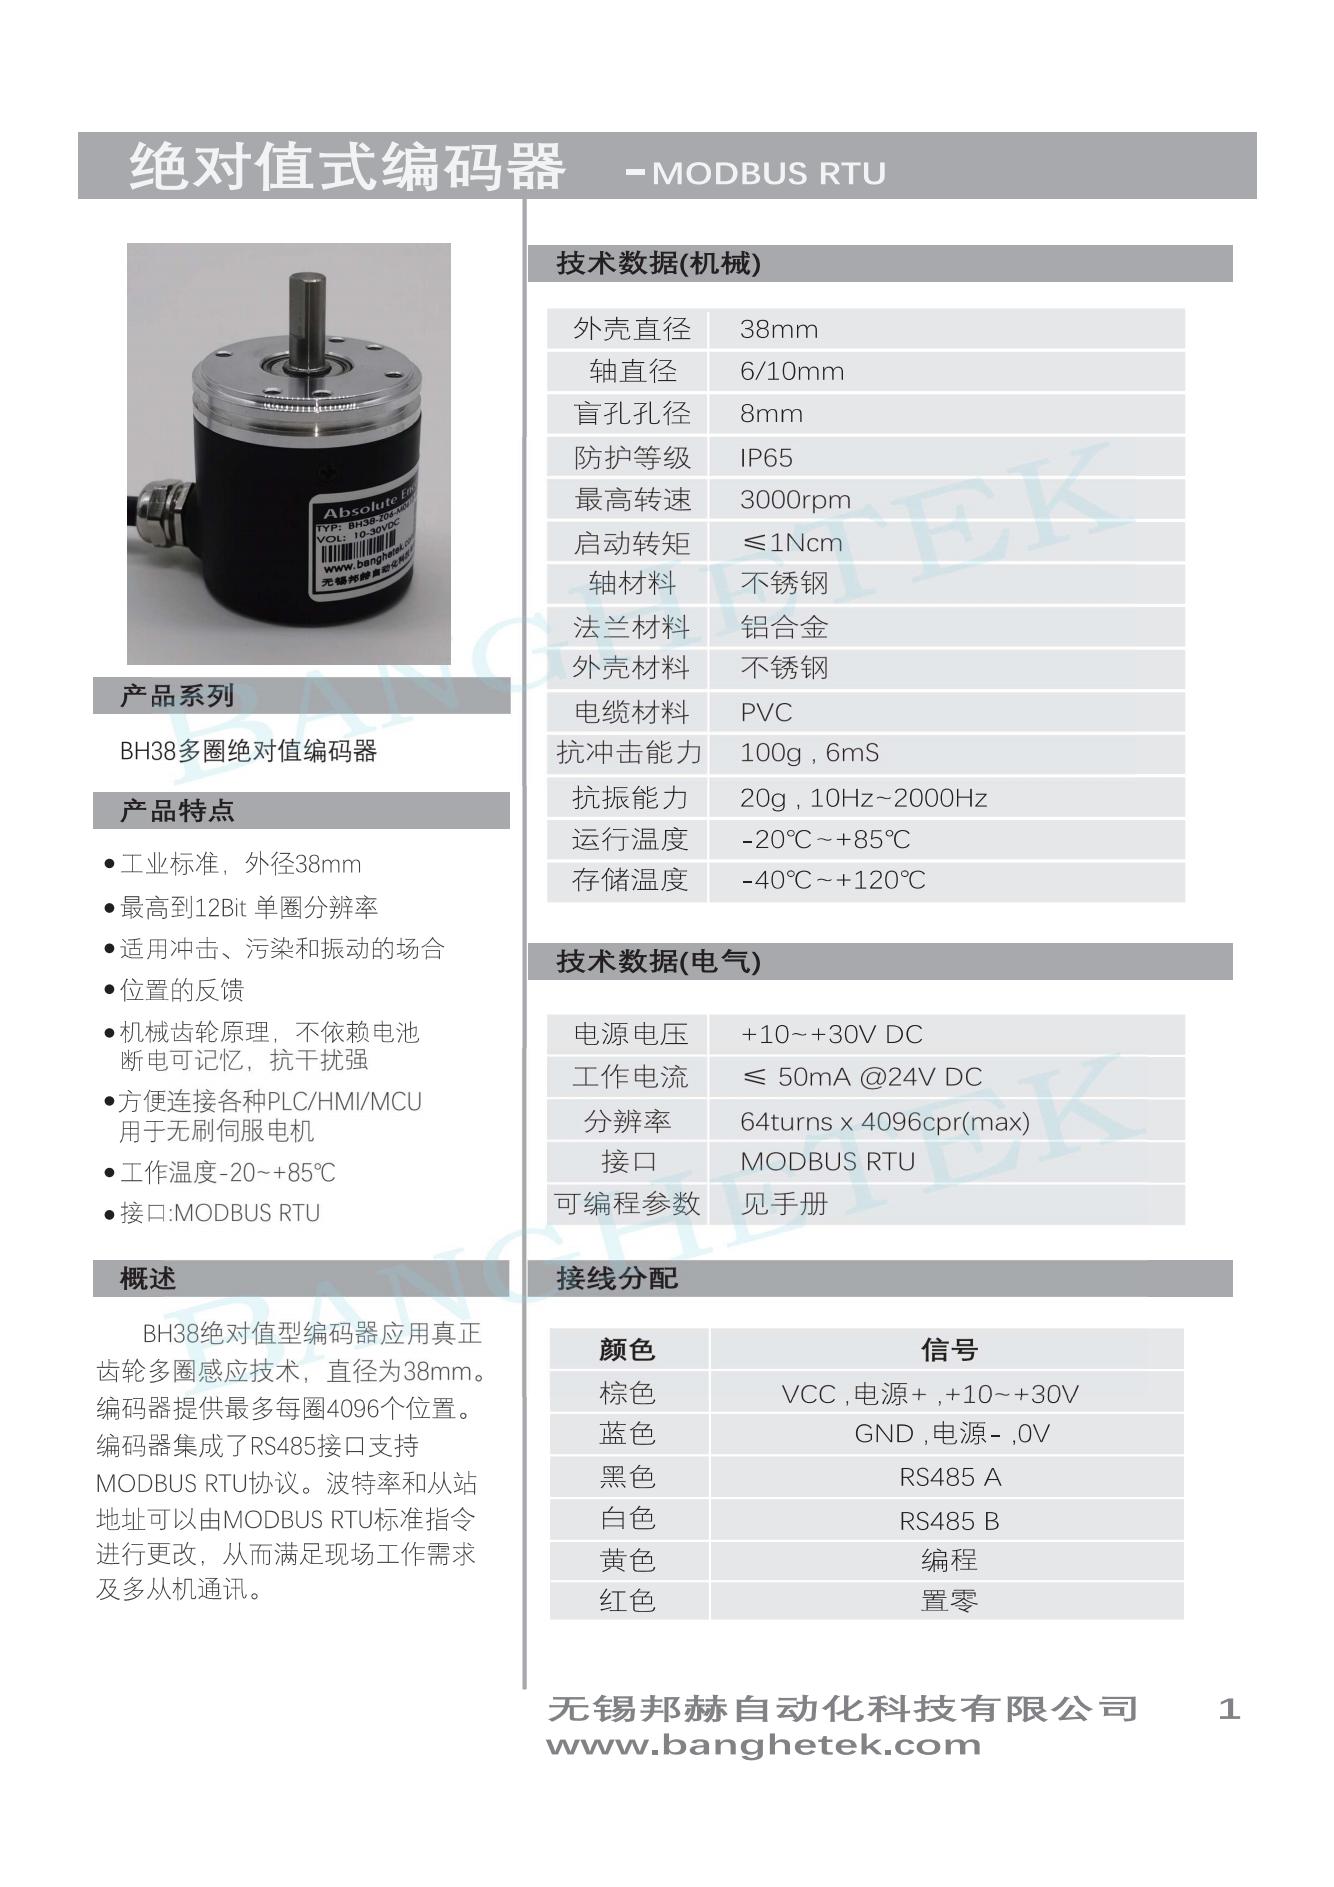 绝对值式编码器 -MODBUS RTU
Absolute
TYP: BH38-Z06-
VOL: 10-30VDC
www.banghetek.com
无锡邦赫自动化科技
产品系列
BH38多圈绝对值编码器
产品特点
●工业标准，外径38mm
●最高到12Bit 单圈分辨率
●适用冲击、污染和振动的场合
●位置的反馈
●机械齿轮原理，不依赖电池
断电可记忆，抗干扰强
●方便连接各种PLC/HMI/MCU
用于无刷伺服电机
●工作温度-20~+85℃
●接口:MODBUS RTU
概述
BH38绝对值型编码器应用真正
齿轮多圈感应技术，直径为38mm。
编码器提供最多每圈4096个位置。
编码器集成了RS485接口支持
MODBUS RTU协议。波特率和从站
地址可以由MODBUS RTU标准指令
进行更改，从而满足现场工作需求
及多从机通讯。
技术数据(机械)
外壳直径 38mm
轴直径 6/10mm
盲孔孔径 8mm
防护等级 IP65
最高转速 3000rpm
启动转矩 ≤1Ncm
轴材料 不锈钢
法兰材料 铝合金
外壳材料 不锈钢
电缆材料 PVC
抗冲击能力 100g , 6mS
抗振能力 20g , 10Hz~2000Hz
运行温度 -20℃~+85℃
存储温度 -40℃~+120℃
技术数据(电气)
电源电压 +10~+30V DC
工作电流 ≤ 50mA @24V DC
分辨率 64turns x 4096cpr(max)
接口 MODBUS RTU
可编程参数 见手册
接线分配
颜色 信号
棕色 VCC ,电源+ ,+10~+30V
蓝色 GND ,电源- ,0V
黑色 RS485 A
白色 RS485 B
黄色 编程
红色 置零
BANGHETEK
BANGHETEK
无锡邦赫自动化科技有限公司 1
www.banghetek.com